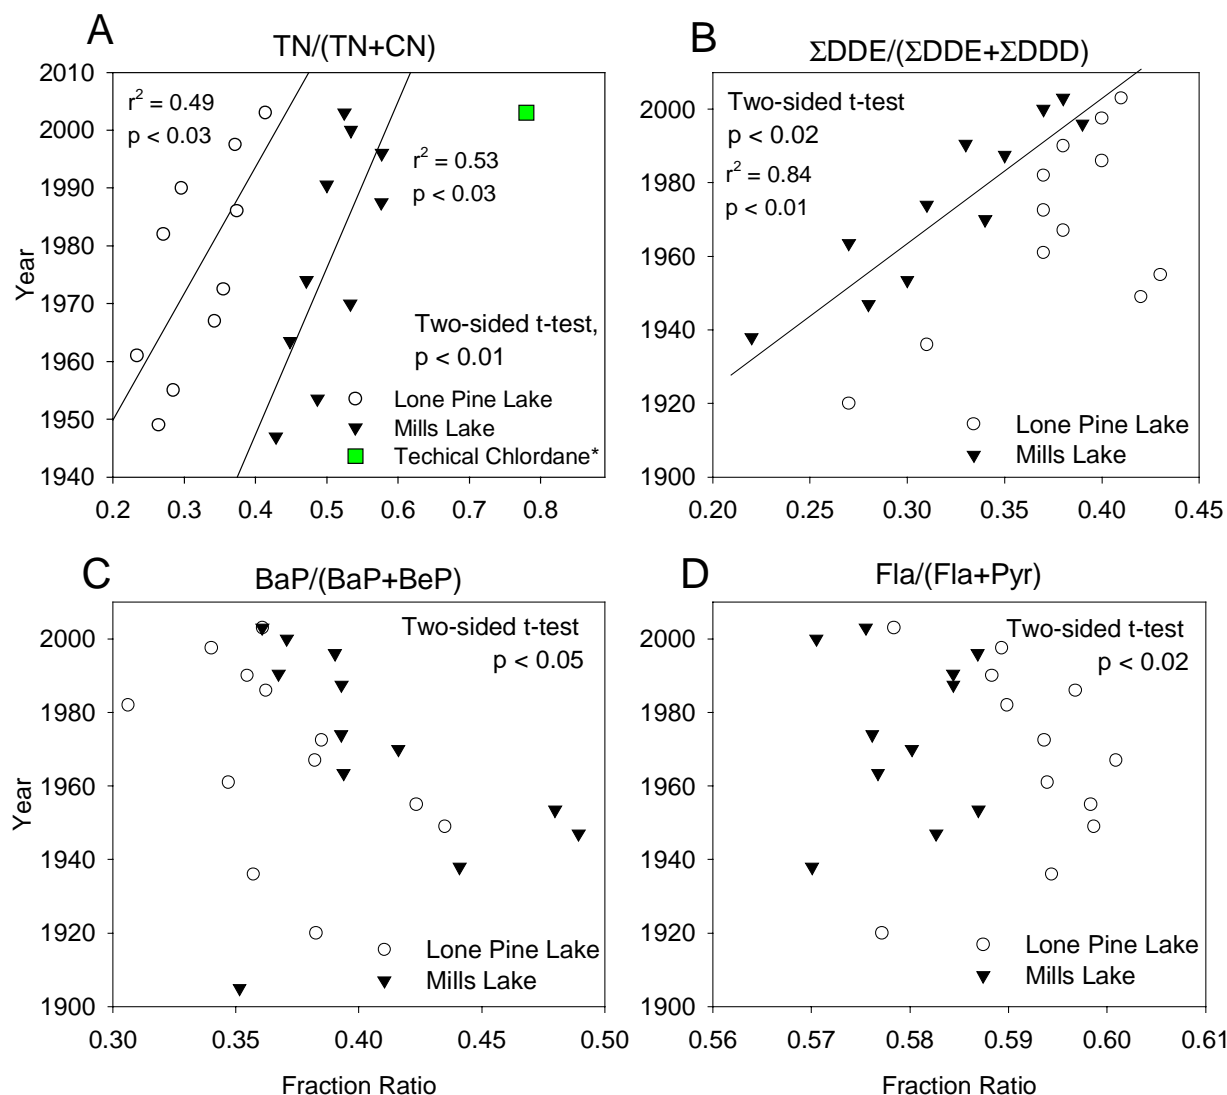 A
TN/(TN+CN)
2010
2000
1990
1980
1970
1960
1950
1940
Year
r² = 0.49
p < 0.03
r² = 0.53
p < 0.03
Two-sided t-test,
p < 0.01
Lone Pine Lake
Mills Lake
Techical Chlordane*
0.2 0.3 0.4 0.5 0.6 0.7 0.8
B
ΣDDE/(ΣDDE+ΣDDD)
2000
1980
1960
1940
1920
1900
Two-sided t-test
p < 0.02
r² = 0.84
p < 0.01
Lone Pine Lake
Mills Lake
0.20 0.25 0.30 0.35 0.40 0.45
C
BaP/(BaP+BeP)
2000
1980
1960
1940
1920
1900
Year
Two-sided t-test
p < 0.05
Lone Pine Lake
Mills Lake
0.30 0.35 0.40 0.45 0.50
Fraction Ratio
D
Fla/(Fla+Pyr)
2000
1980
1960
1940
1920
1900
Two-sided t-test
p < 0.02
Lone Pine Lake
Mills Lake
0.56 0.57 0.58 0.59 0.60 0.61
Fraction Ratio